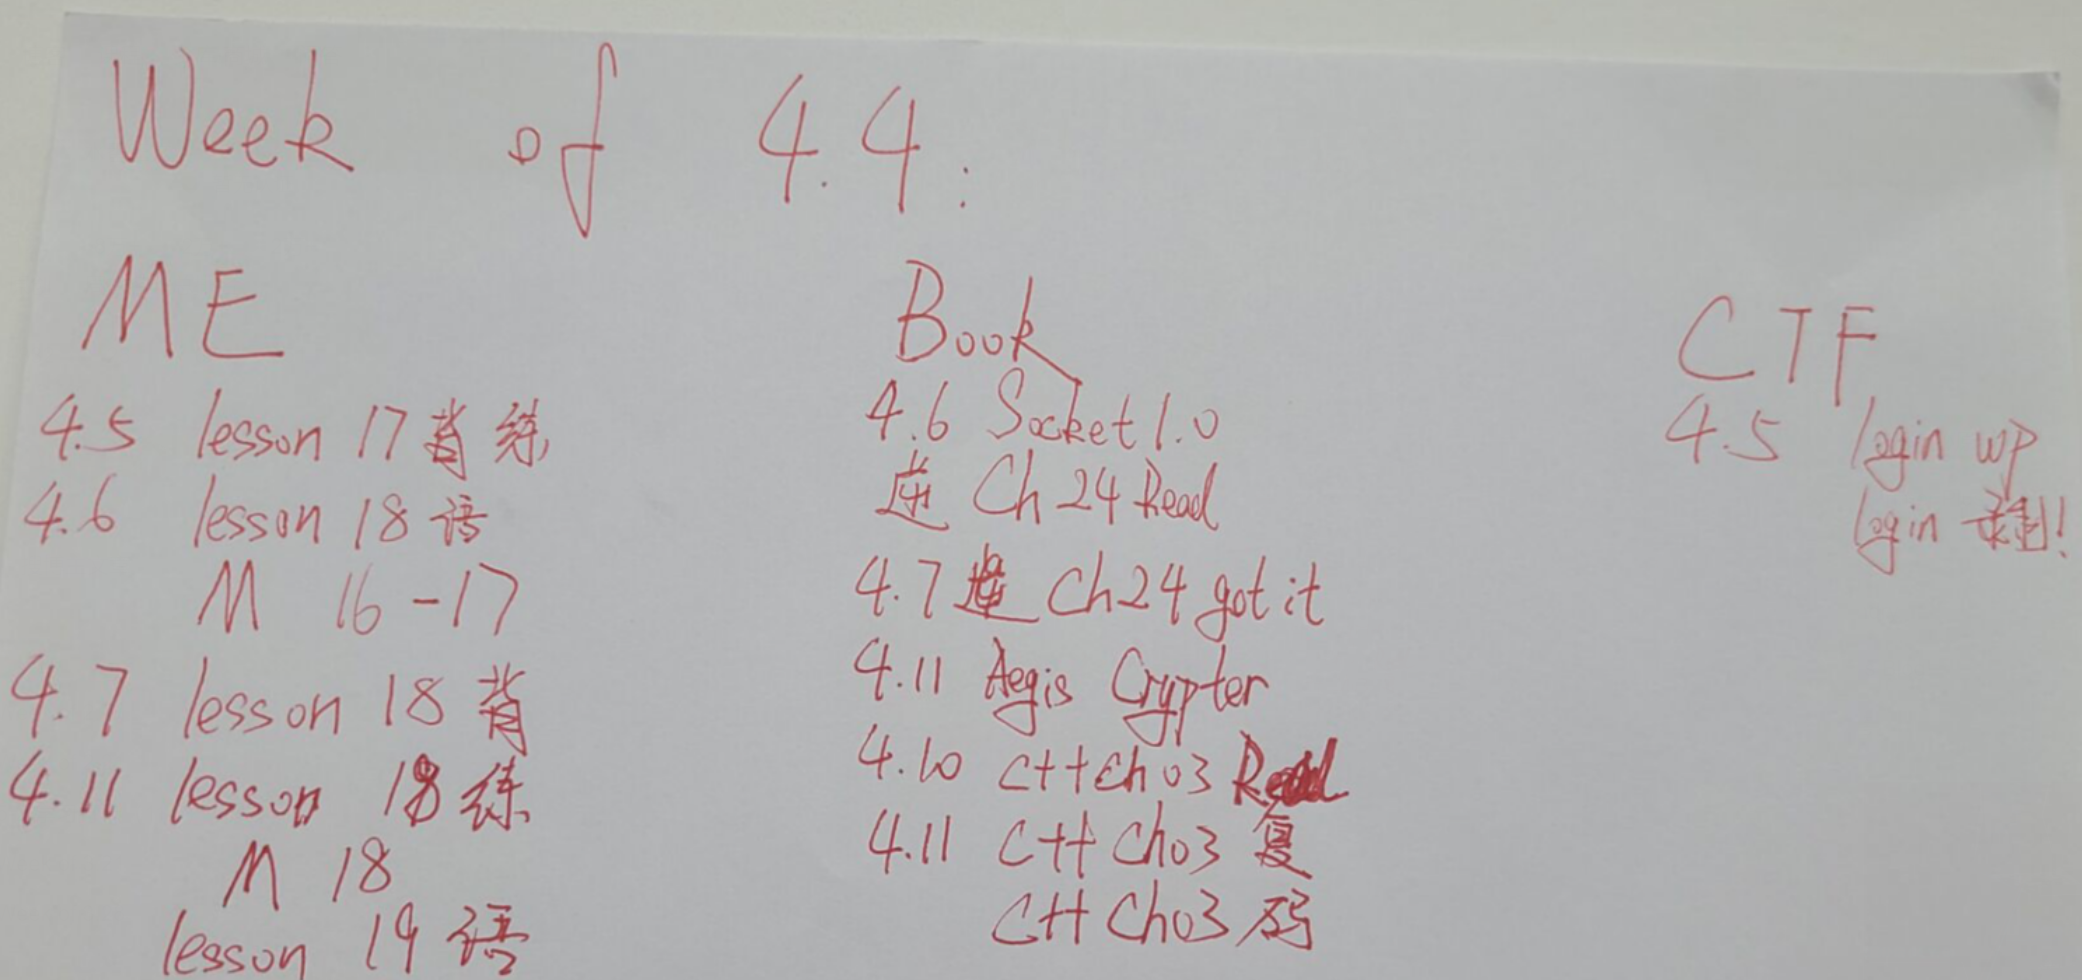 Week of 4.4:
ME
4.5 lesson 17 背 练
4.6 lesson 18 语
M 16-17
4.7 lesson 18 背
4.11 lesson 18 练
M 18
lesson 19 语
Book
4.6 Socket 1.0
逆 Ch 24 Read
4.7 逆 Ch24 got it
4.11 Aegis Crypter
4.10 C++ Ch03 Read
4.11 C++ Ch03 复
C++ Ch03 码
CTF
4.5 login wp
login 录制!